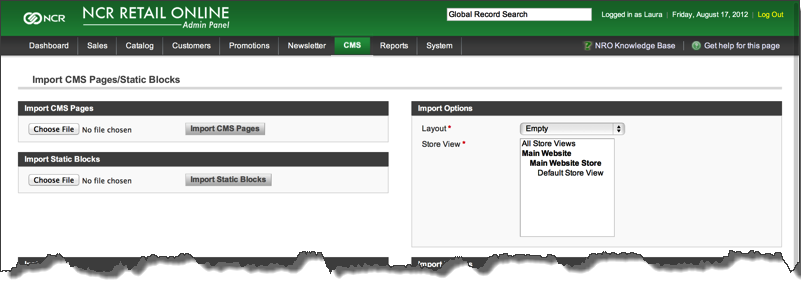 NCR
NCR RETAIL ONLINE
Admin Panel
Global Record Search
Logged in as Laura | Friday, August 17, 2012 | Log Out
Dashboard Sales Catalog Customers Promotions Newsletter CMS Reports System
NRO Knowledge Base | Get help for this page
Import CMS Pages/Static Blocks
Import CMS Pages
Choose File No file chosen Import CMS Pages
Import Static Blocks
Choose File No file chosen Import Static Blocks
Import Options
Layout * Empty
Store View * All Store Views
Main Website
Main Website Store
Default Store View